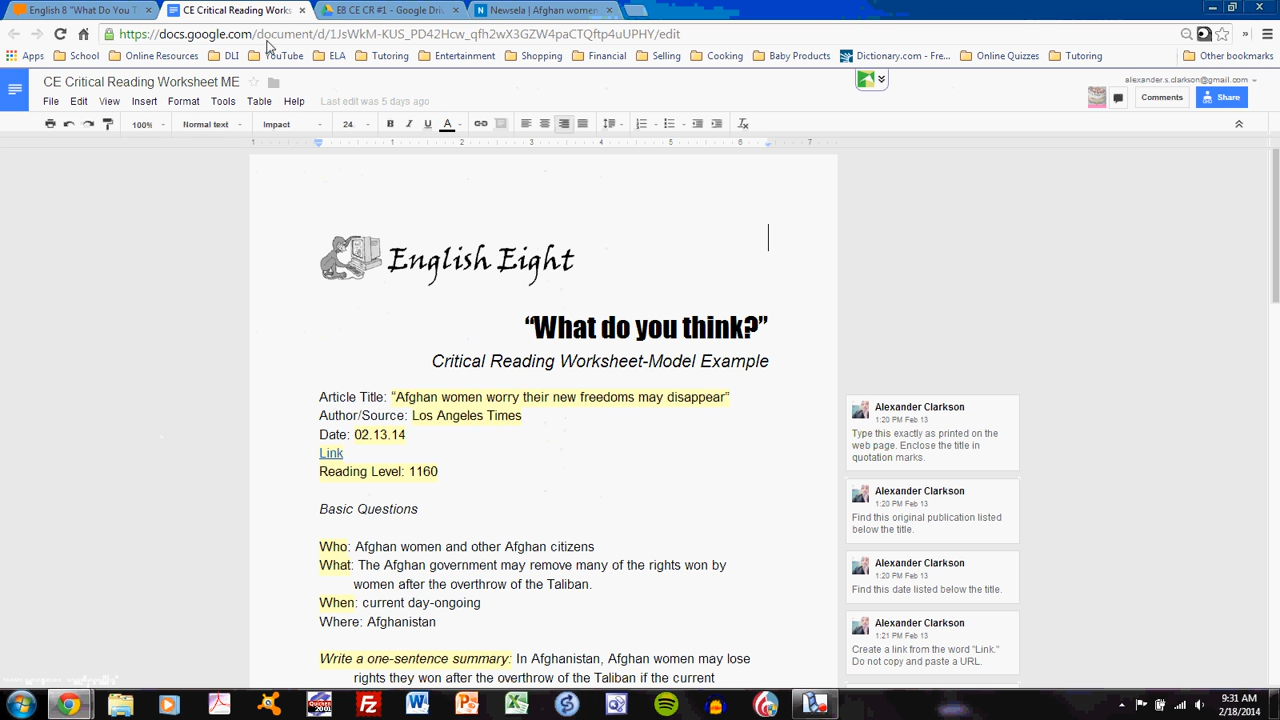 English 8 "What Do You T
CE Critical Reading Works
E8 CE CR #1 - Google Driv
Newsela | Afghan women
https://docs.google.com/document/d/1JsWkM-KUS_PD42Hcw_qfh2wX3GZW4paCTQftp4uUPHY/edit
Apps School Online Resources DLI YouTube ELA Tutoring Entertainment Shopping Financial Selling Cooking Baby Products Dictionary.com - Free... Online Quizzes Tutoring Other bookmarks
CE Critical Reading Worksheet ME
alexander.s.clarkson@gmail.com
File Edit View Insert Format Tools Table Help Last edit was 5 days ago
Comments Share
100% Normal text Impact 24 B I U A
1 1 2 3 4 5 6 7
English Eight
“What do you think?”
Critical Reading Worksheet-Model Example
Article Title: “Afghan women worry their new freedoms may disappear”
Author/Source: Los Angeles Times
Date: 02.13.14
Link
Reading Level: 1160
Basic Questions
Who: Afghan women and other Afghan citizens
What: The Afghan government may remove many of the rights won by
women after the overthrow of the Taliban.
When: current day-ongoing
Where: Afghanistan
Write a one-sentence summary: In Afghanistan, Afghan women may lose
rights they won after the overthrow of the Taliban if the current
Alexander Clarkson
1:20 PM Feb 13
Type this exactly as printed on the
web page. Enclose the title in
quotation marks.
Alexander Clarkson
1:20 PM Feb 13
Find this original publication listed
below the title.
Alexander Clarkson
1:20 PM Feb 13
Find this date listed below the title.
Alexander Clarkson
1:21 PM Feb 13
Create a link from the word “Link.”
Do not copy and paste a URL.
9:31 AM
2/18/2014